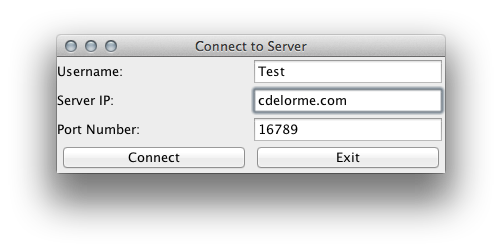 Connect to Server
Username: Test
Server IP: cdelorme.com
Port Number: 16789
Connect Exit